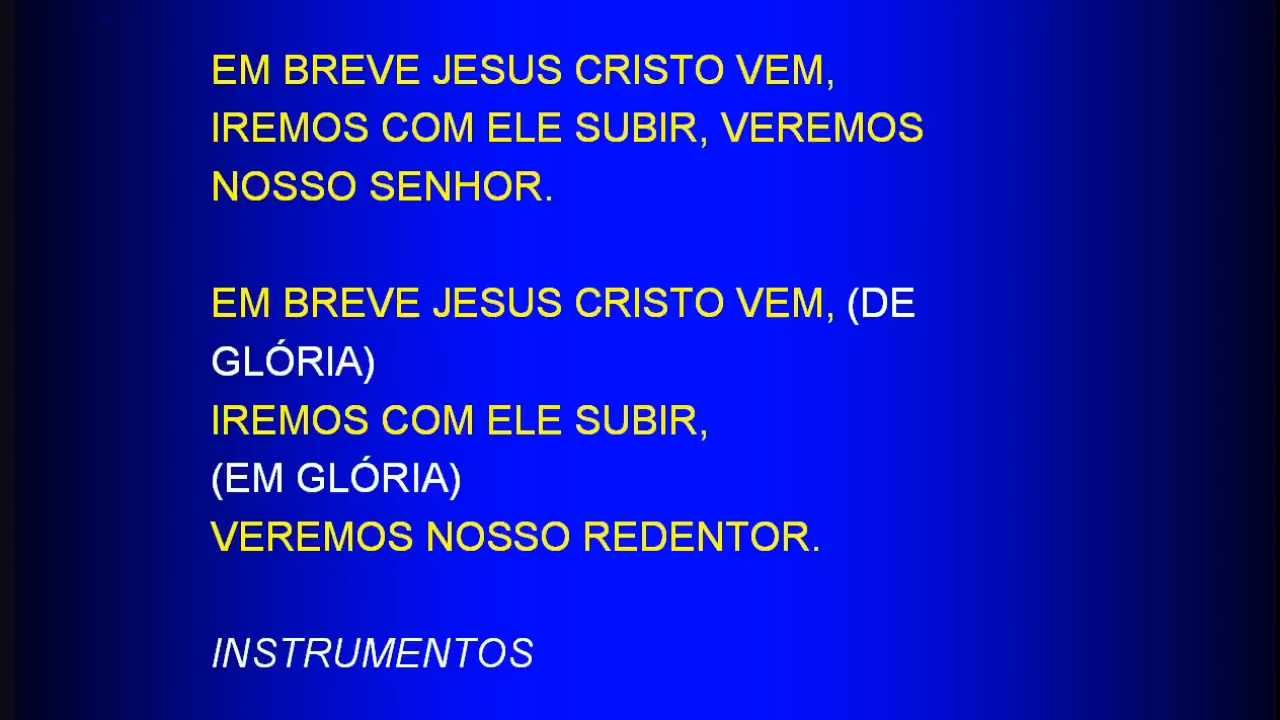 EM BREVE JESUS CRISTO VEM,
IREMOS COM ELE SUBIR, VEREMOS
NOSSO SENHOR.
EM BREVE JESUS CRISTO VEM, (DE
GLÓRIA)
IREMOS COM ELE SUBIR,
(EM GLÓRIA)
VEREMOS NOSSO REDENTOR.
INSTRUMENTOS